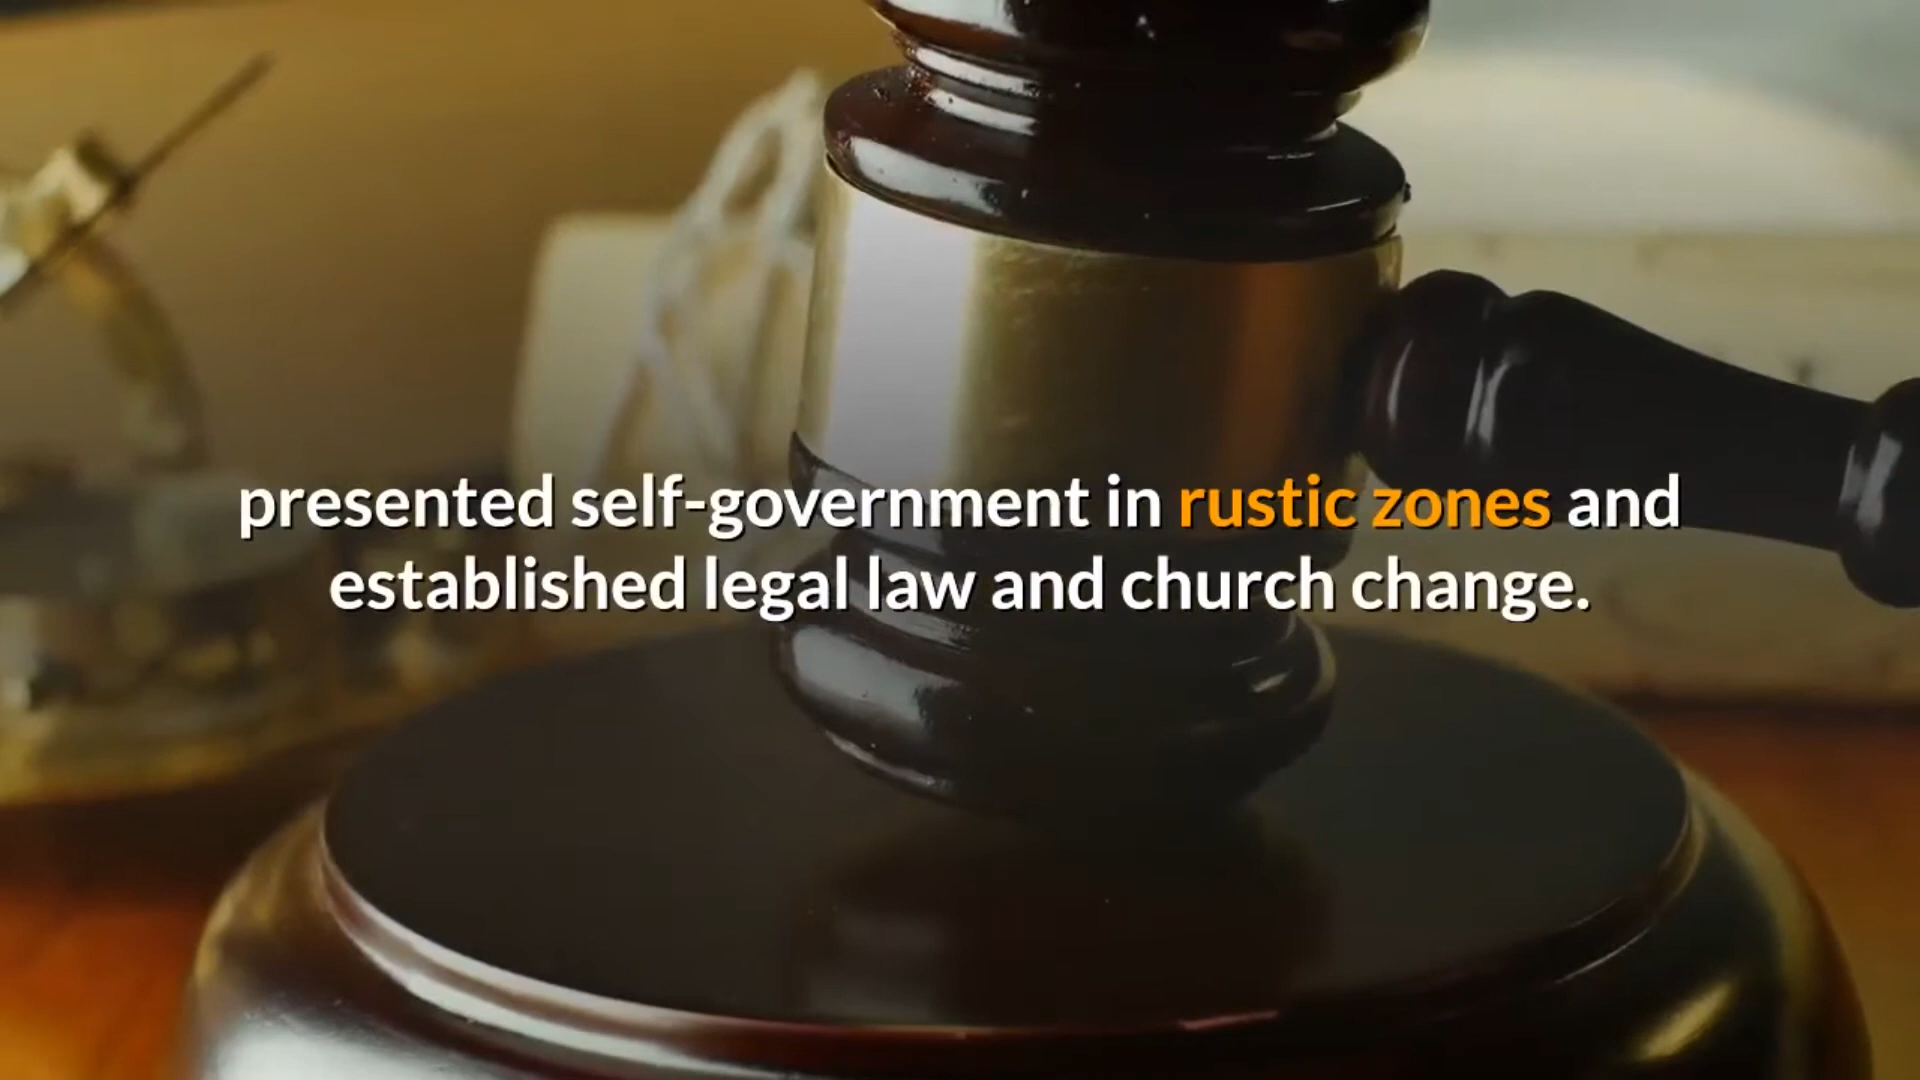 presented self-government in rustic zones and
established legal law and church change.